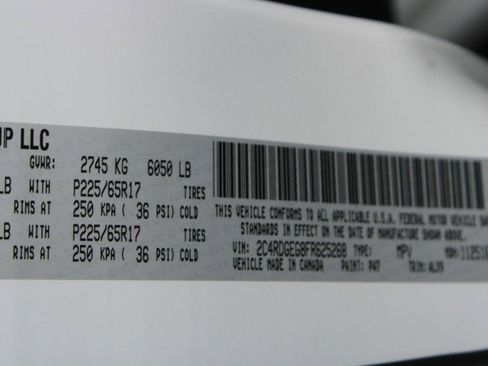 UP LLC
GVWR: 2745 KG 6050 LB
LB WITH P225/65R17 TIRES
RIMS AT 250 KPA ( 36 PSI) COLD
LB WITH P225/65R17 TIRES
RIMS AT 250 KPA ( 36 PSI) COLD
THIS VEHICLE CONFORMS TO ALL APPLICABLE U.S.A. FEDERAL MOTOR VEHICLE SA
STANDARDS IN EFFECT ON THE DATE OF MANUFACTURE SHOWN ABOVE.
VIN: 2C4RDGEG8FR625268 TYPE: MPV
VEHICLE MADE IN CANADA PAINT: PW7 TRIM: